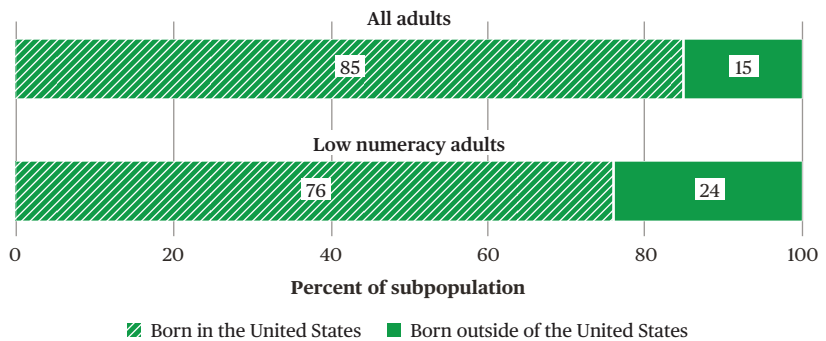 All adults
85 15
Low numeracy adults
76 24
0 20 40 60 80 100
Percent of subpopulation
Born in the United States Born outside of the United States